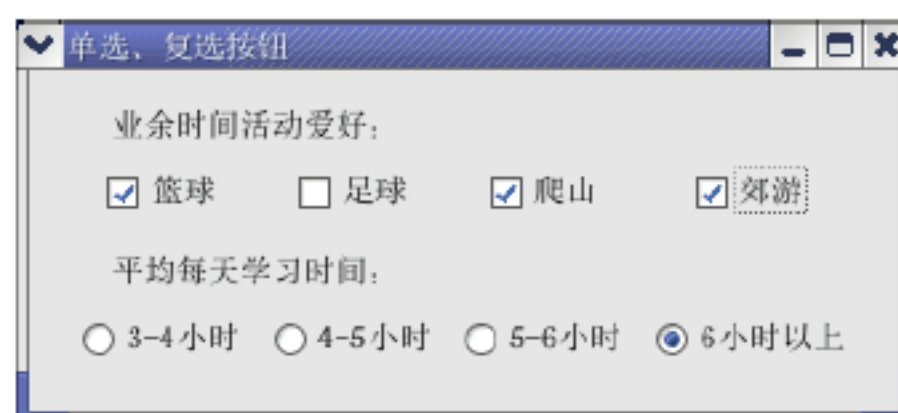 单选、复选按钮
业余时间活动爱好：
篮球 足球 爬山 郊游
平均每天学习时间：
3-4小时 4-5小时 5-6小时 6小时以上